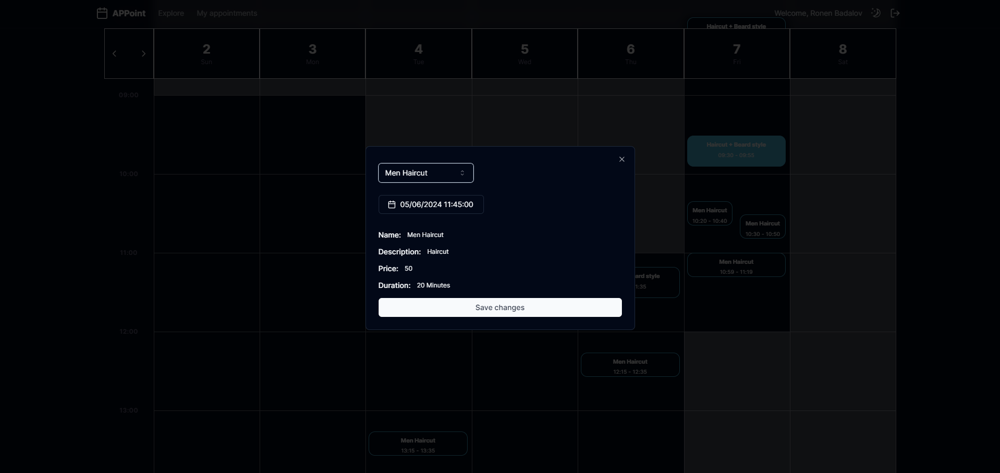 APPoint Explore My appointments Welcome, Ronen Badalov
Haircut + Beard style
2 3 4 5 6 7 8
Sun Mon Tue Wed Thu Fri Sat
09:00
Haircut + Beard style
09:30 - 09:55
Men Haircut
05/06/2024 11:45:00
Name: Men Haircut
Description: Haircut
Price: 50
Duration: 20 Minutes
Save changes
10:00
Men Haircut
10:20 - 10:40
Men Haircut
10:30 - 10:50
11:00
Men Haircut
10:59 - 11:19
ard style
1:35
12:00
Men Haircut
12:15 - 12:35
13:00
Men Haircut
13:15 - 13:35